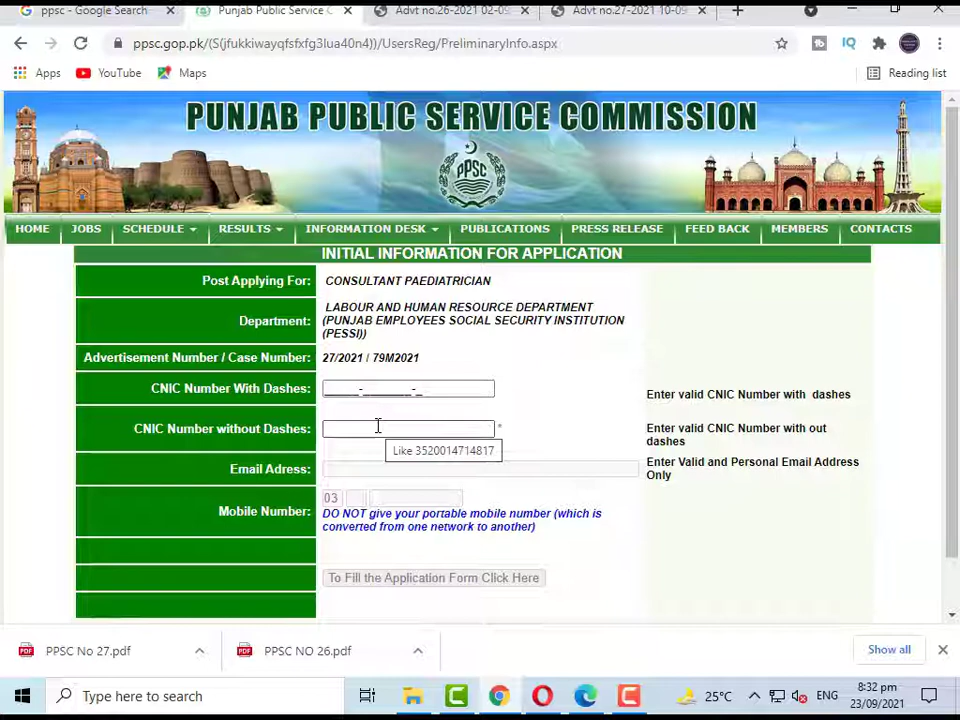 ppsc - Google Search
Punjab Public Service C
Advt no.26-2021 02-09
Advt no.27-2021 10-09
ppsc.gop.pk/(S(jfukkiwayqfsfxfg3lua40n4))/UsersReg/PreliminaryInfo.aspx
Apps YouTube Maps Reading list
PUNJAB PUBLIC SERVICE COMMISSION
PPSC
HOME JOBS SCHEDULE RESULTS INFORMATION DESK PUBLICATIONS PRESS RELEASE FEED BACK MEMBERS CONTACTS
INITIAL INFORMATION FOR APPLICATION
Post Applying For: CONSULTANT PAEDIATRICIAN
Department: LABOUR AND HUMAN RESOURCE DEPARTMENT
(PUNJAB EMPLOYEES SOCIAL SECURITY INSTITUTION
(PESSI))
Advertisement Number / Case Number: 27/2021 / 79M2021
CNIC Number With Dashes: _____-_______-_ Enter valid CNIC Number with dashes
CNIC Number without Dashes: * Enter valid CNIC Number with out
dashes
Like 3520014714817
Email Adress: Enter Valid and Personal Email Address
Only
Mobile Number: 03
DO NOT give your portable mobile number (which is
converted from one network to another)
To Fill the Application Form Click Here
PPSC No 27.pdf
PPSC NO 26.pdf
Show all
Type here to search
25°C
ENG
8:32 pm
23/09/2021